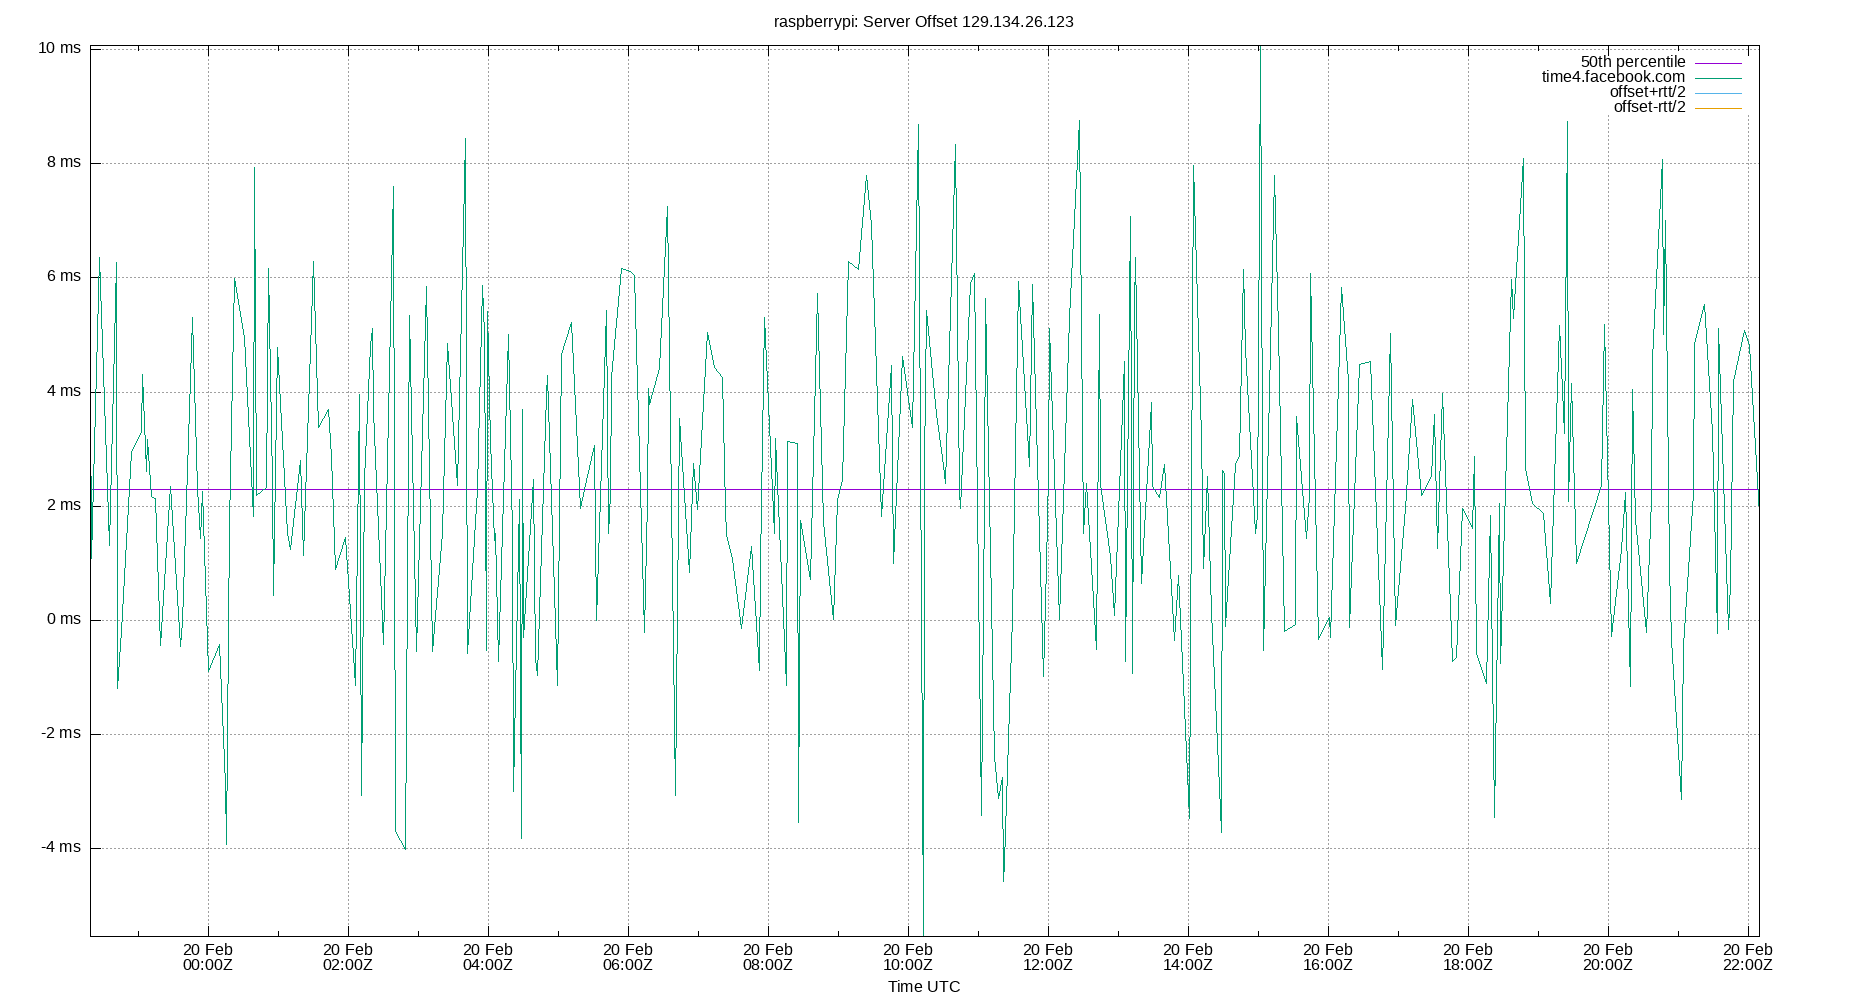 raspberrypi: Server Offset 129.134.26.123
10 ms
8 ms
6 ms
4 ms
2 ms
0 ms
-2 ms
-4 ms
50th percentile
time4.facebook.com
offset+rtt/2
offset-rtt/2
20 Feb 20 Feb 20 Feb 20 Feb 20 Feb 20 Feb 20 Feb 20 Feb 20 Feb 20 Feb 20 Feb 20 Feb
00:00Z 02:00Z 04:00Z 06:00Z 08:00Z 10:00Z 12:00Z 14:00Z 16:00Z 18:00Z 20:00Z 22:00Z
Time UTC